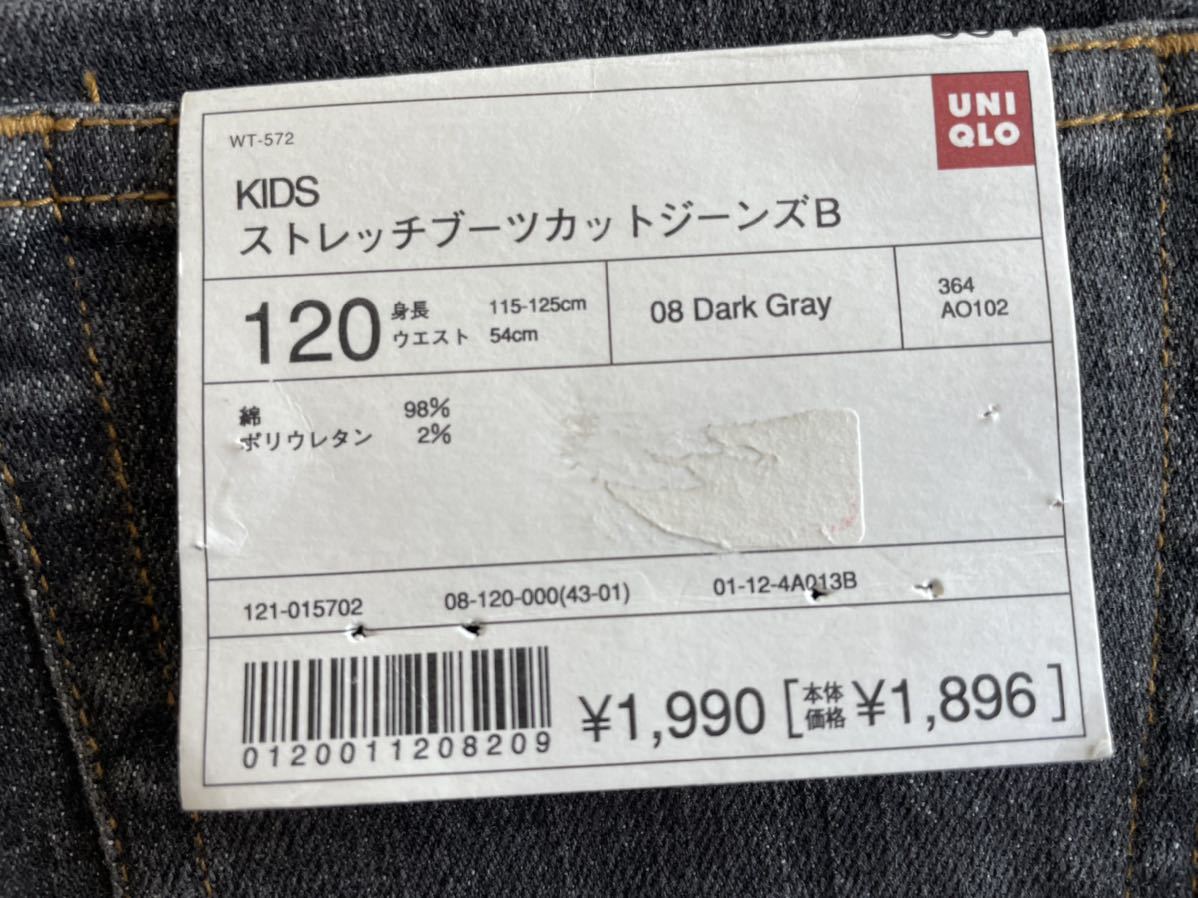 WT-572
UNI
QLO
KIDS
ストレッチブーツカットジーンズB
120
身長 115-125cm
ウエスト 54cm
08 Dark Gray
364
AO102
綿 98%
ポリウレタン 2%
121-015702 08-120-000(43-01) 01-12-4A013B
0120011208209
¥1,990 [本体価格 ¥1,896]